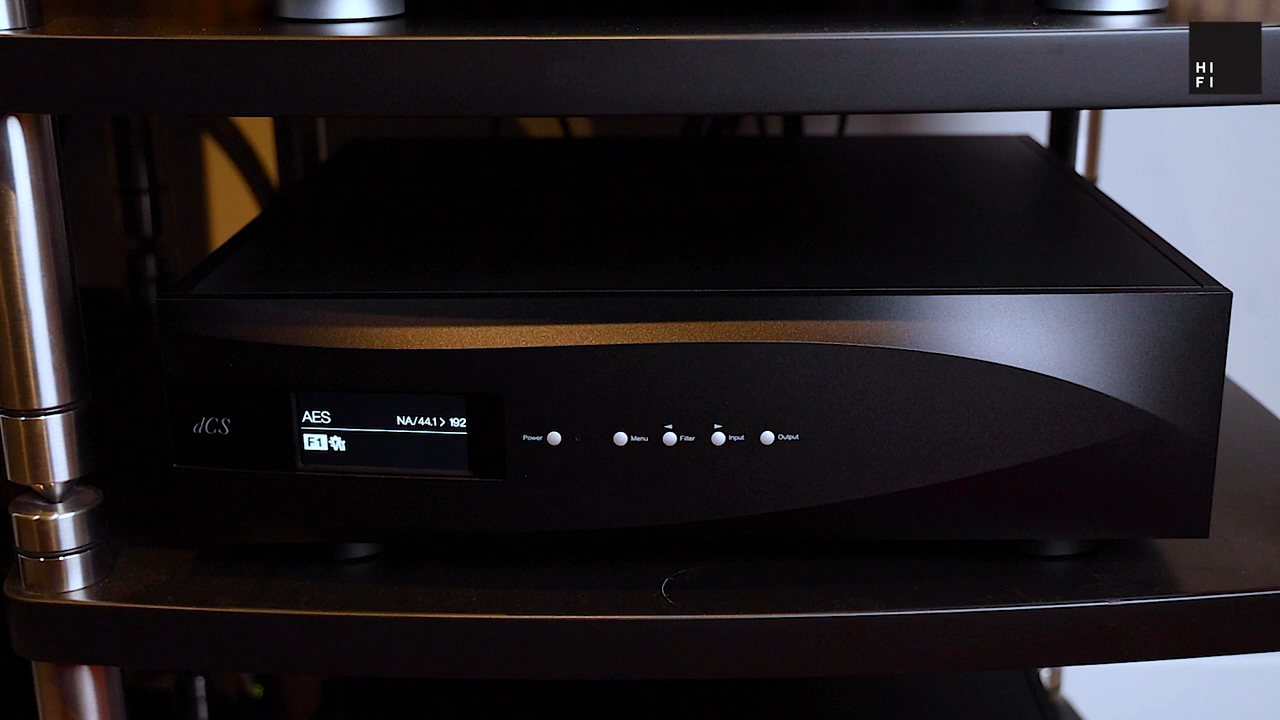 HI
FI
dCS
AES
NA/44.1> 192
F1
Power
Menu
◄
Filter
►
Input
Output